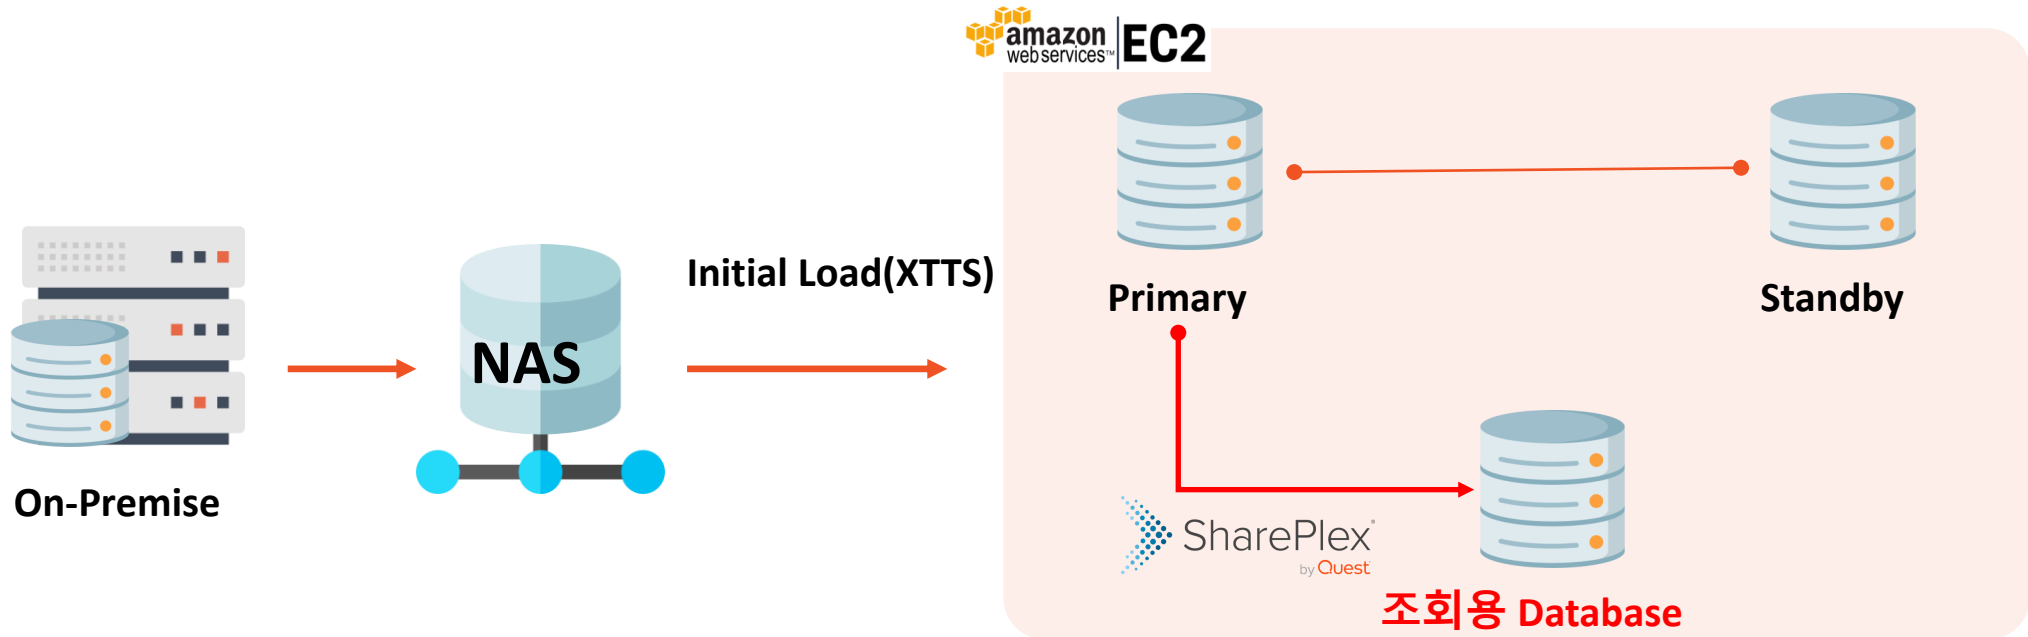 amazon
web services™
EC2
Initial Load(XTTS)
Primary
Standby
NAS
On-Premise
SharePlex®
by Quest
조회용 Database